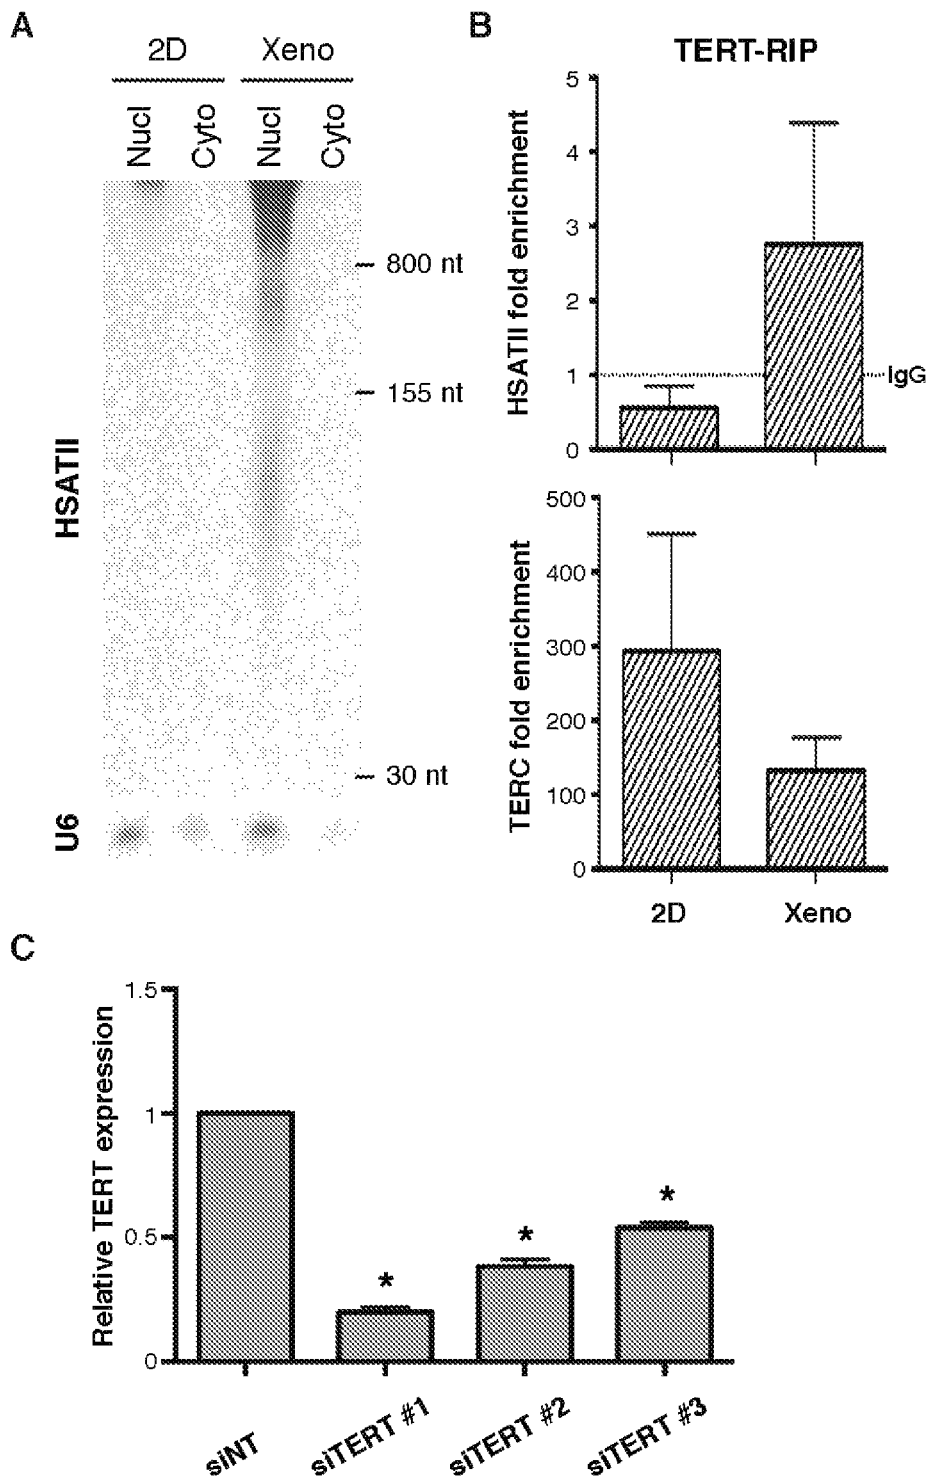 A
2D Xeno
Nucl Cyto Nucl Cyto
800 nt
155 nt
30 nt
HSATII
U6
B
TERT-RIP
HSATII fold enrichment
5
4
3
2
1
0
IgG
TERC fold enrichment
500
400
300
200
100
0
2D Xeno
C
Relative TERT expression
1.5
1
0.5
0
* * *
siNT siTERT #1 siTERT #2 siTERT #3